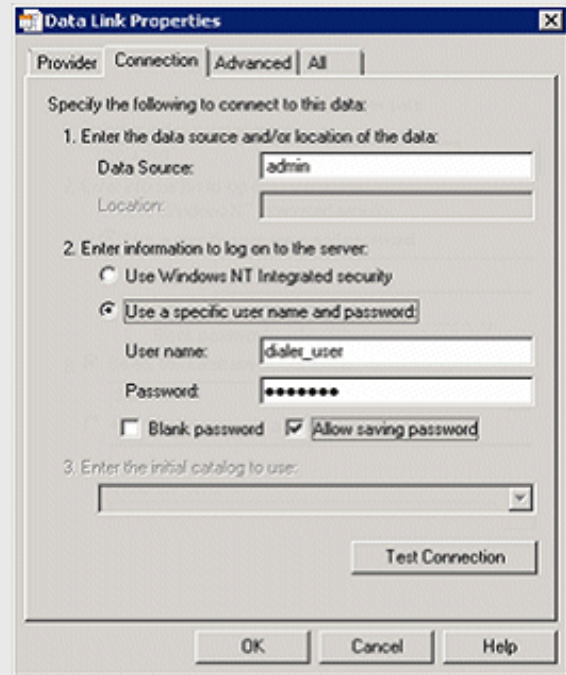 Data Link Properties
Provider Connection Advanced All
Specify the following to connect to this data:
1. Enter the data source and/or location of the data:
Data Source: admin
Location:
2. Enter information to log on to the server:
Use Windows NT Integrated security
Use a specific user name and password:
User name: dialer_user
Password: •••••••
Blank password Allow saving password
3. Enter the initial catalog to use:
Test Connection
OK Cancel Help